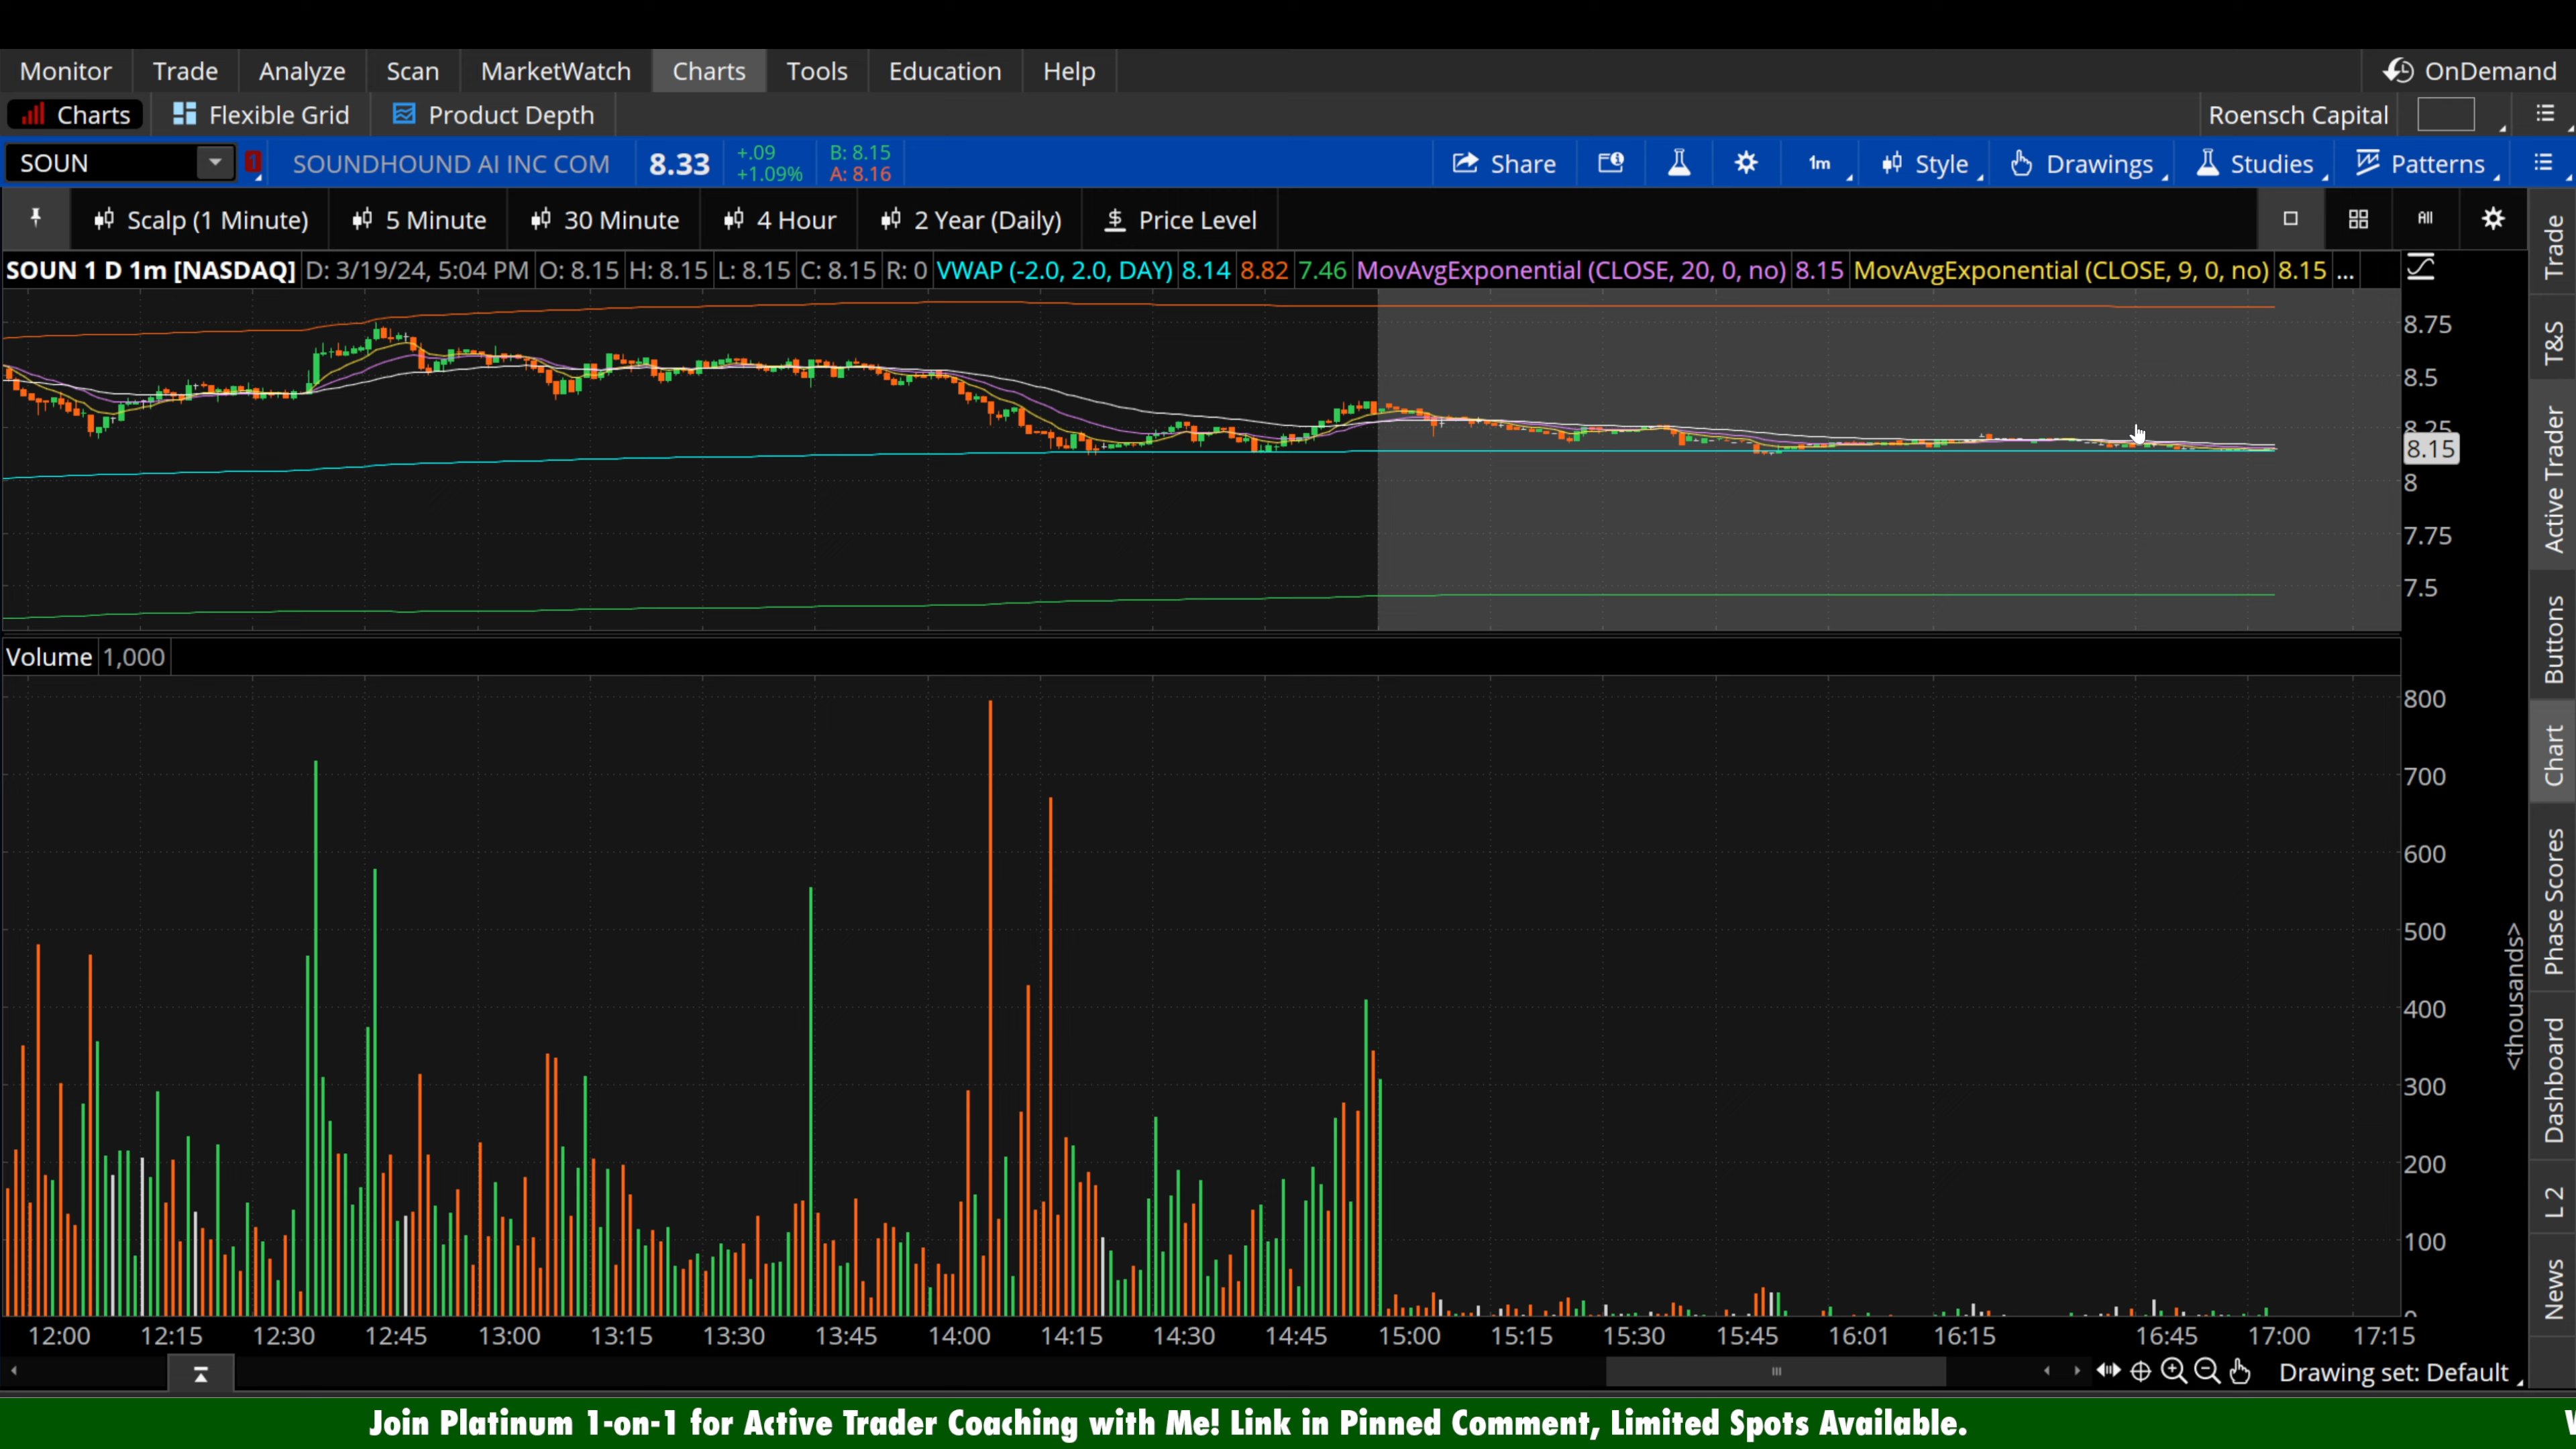 Monitor Trade Analyze Scan MarketWatch Charts Tools Education Help OnDemand
Charts Flexible Grid Product Depth Roensch Capital
SOUN 1 SOUNDHOUND AI INC COM 8.33 +.09 +1.09% B: 8.15 A: 8.16 Share 1m Style Drawings Studies Patterns
Scalp (1 Minute) 5 Minute 30 Minute 4 Hour 2 Year (Daily) $ Price Level All
SOUN 1 D 1m [NASDAQ] D: 3/19/24, 5:04 PM O: 8.15 H: 8.15 L: 8.15 C: 8.15 R: 0 VWAP (-2.0, 2.0, DAY) 8.14 8.82 7.46 MovAvgExponential (CLOSE, 20, 0, no) 8.15 MovAvgExponential (CLOSE, 9, 0, no) 8.15 ...
8.75
8.5
8.25
8.15
8
7.75
7.5
Volume 1,000
800
700
600
500
400
300
200
100
0
<thousands>
12:00 12:15 12:30 12:45 13:00 13:15 13:30 13:45 14:00 14:15 14:30 14:45 15:00 15:15 15:30 15:45 16:01 16:15 16:45 17:00 17:15
Drawing set: Default
Trade
T&S
Active Trader
Buttons
Chart
Phase Scores
Dashboard
L 2
News
Join Platinum 1-on-1 for Active Trader Coaching with Me! Link in Pinned Comment, Limited Spots Available.